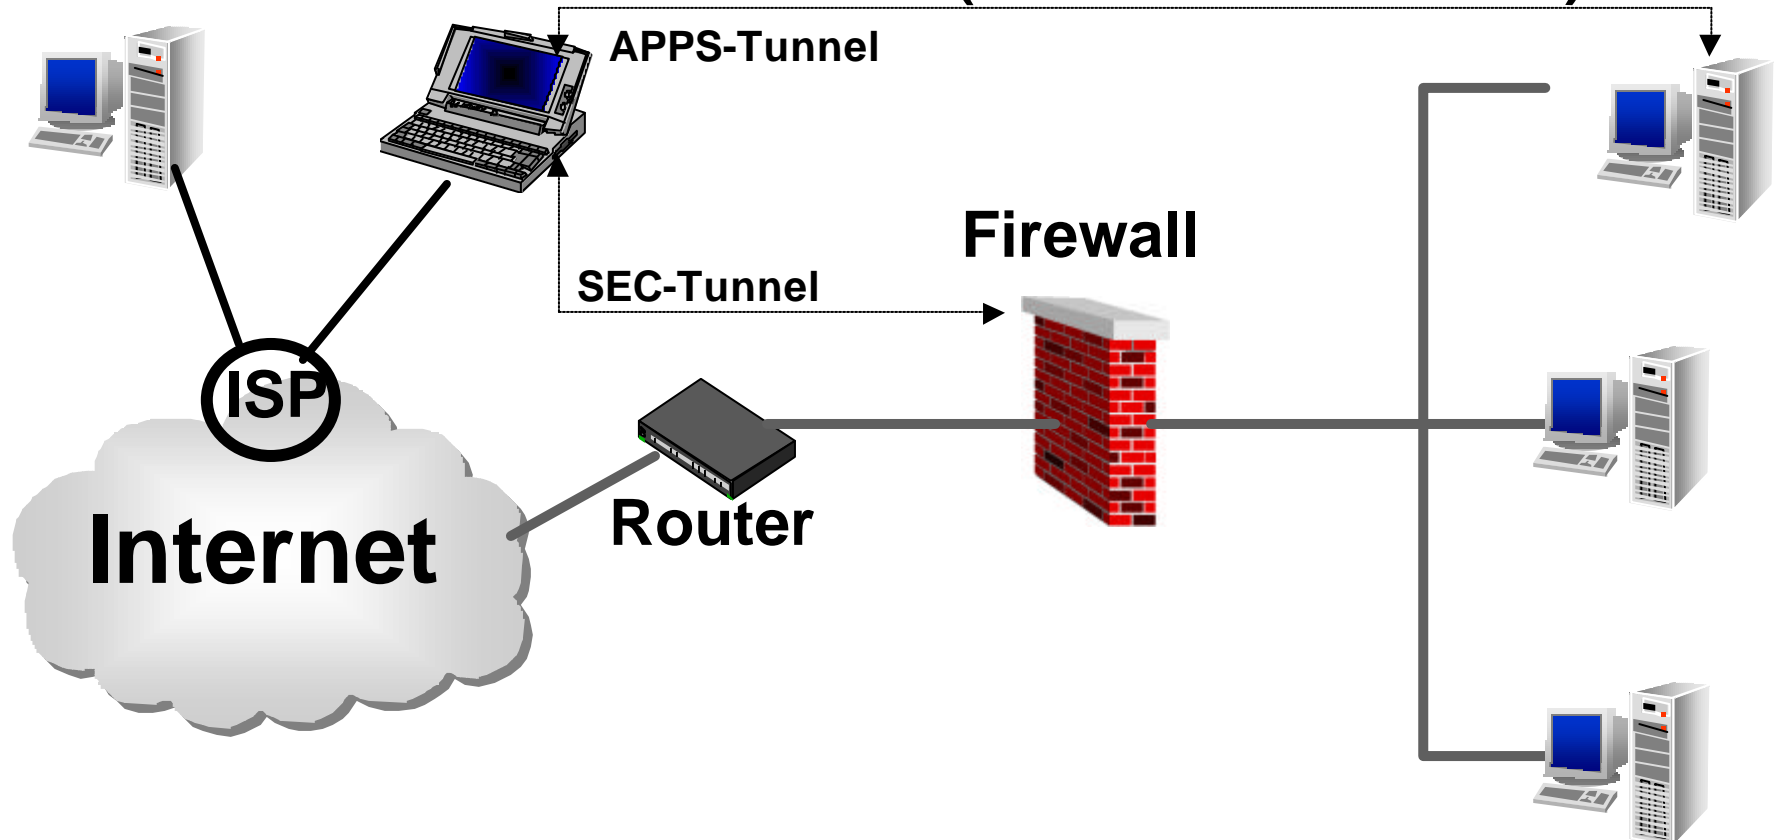 APPS-Tunnel
Firewall
SEC-Tunnel
ISP
Router
Internet